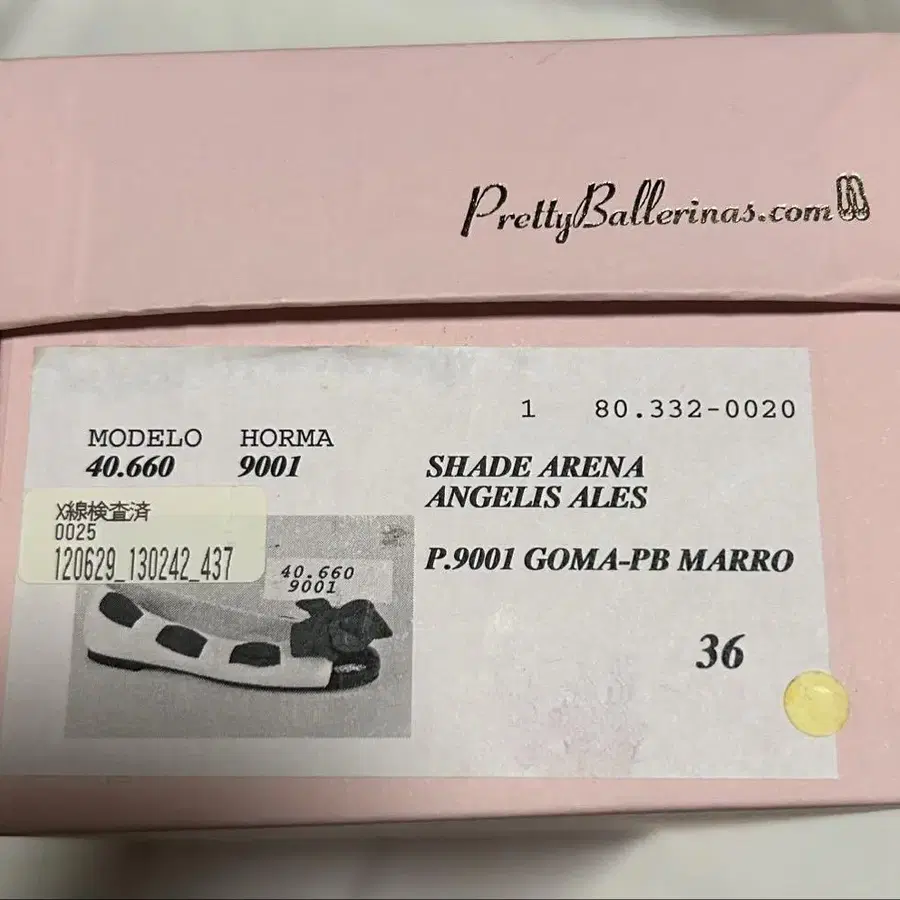 PrettyBallerinas.com
1 80.332-0020
MODELO HORMA
40.660 9001
SHADE ARENA
ANGELIS ALES
P.9001 GOMA-PB MARRO
36
X線検査済
0025
120629_130242_437
40.660
9001